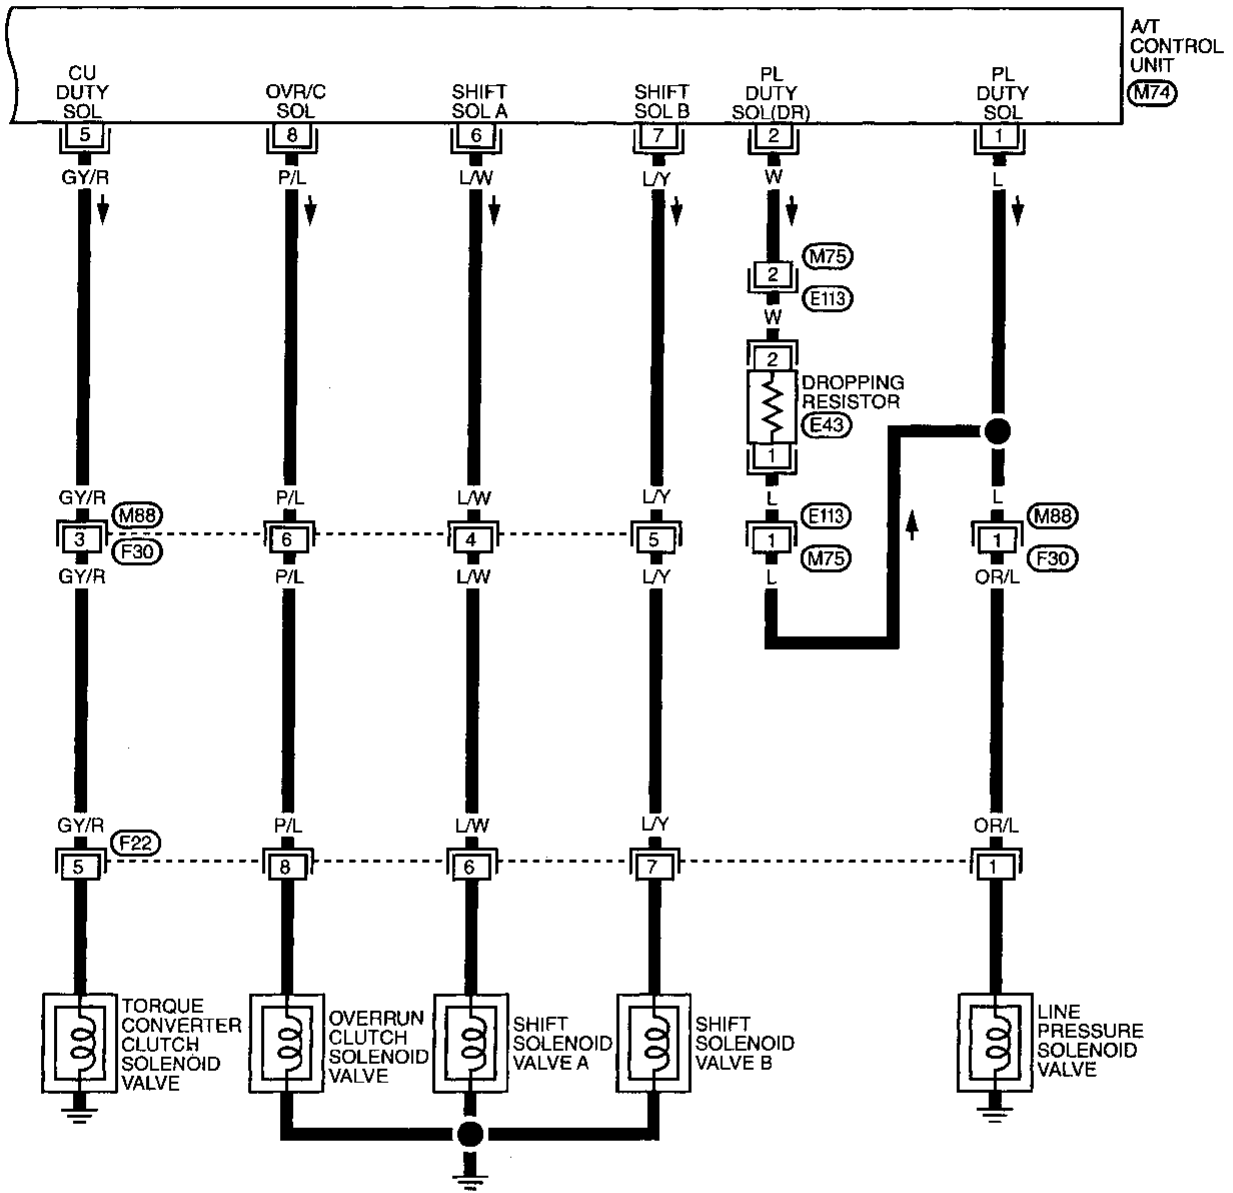 A/T
CONTROL
UNIT
M74
CU
DUTY
SOL
OVR/C
SOL
SHIFT
SOL A
SHIFT
SOL B
PL
DUTY
SOL(DR)
PL
DUTY
SOL
5
8
6
7
2
1
GY/R
P/L
L/W
L/Y
W
L
M75
2
E113
W
2
DROPPING
RESISTOR
E43
1
GY/R
P/L
L/W
L/Y
L
L
M88
E113
M88
3
6
4
5
1
1
F30
M75
F30
GY/R
P/L
L/W
L/Y
L
OR/L
GY/R
P/L
L/W
L/Y
OR/L
F22
5
8
6
7
1
TORQUE
CONVERTER
CLUTCH
SOLENOID
VALVE
OVERRUN
CLUTCH
SOLENOID
VALVE
SHIFT
SOLENOID
VALVE A
SHIFT
SOLENOID
VALVE B
LINE
PRESSURE
SOLENOID
VALVE